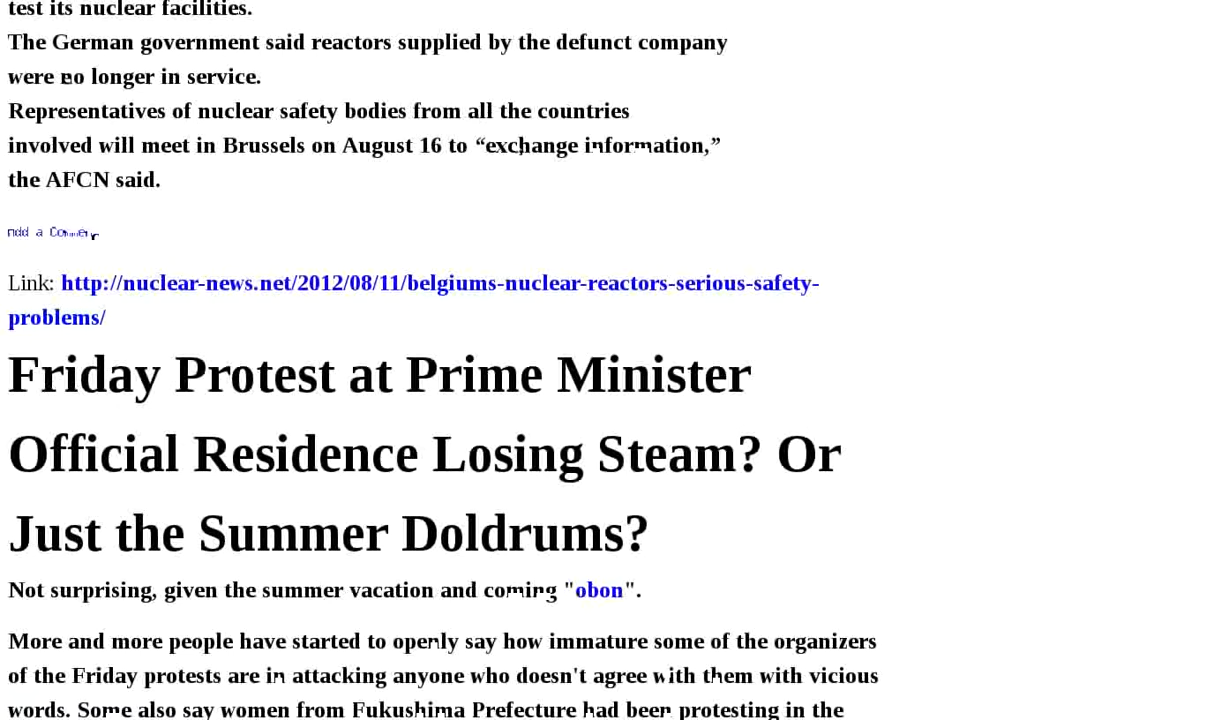 test its nuclear facilities.
The German government said reactors supplied by the defunct company
were no longer in service.
Representatives of nuclear safety bodies from all the countries
involved will meet in Brussels on August 16 to “exchange information,”
the AFCN said.
a
Link: http://nuclear-news.net/2012/08/11/belgiums-nuclear-reactors-serious-safety-
problems/
Friday Protest at Prime Minister
Official Residence Losing Steam? Or
Just the Summer Doldrums?
Not surprising, given the summer vacation and coming "obon".
More and more people have started to openly say how immature some of the organizers
of the Friday protests are in attacking anyone who doesn't agree with them with vicious
words. Some also say women from Fukushima Prefecture had been protesting in the